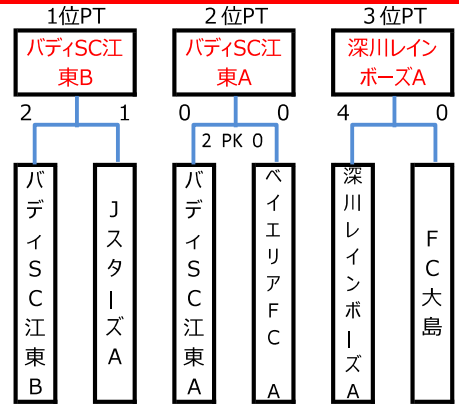 1位PT
2位PT
3位PT
バディSC江
東B
バディSC江
東A
深川レイン
ボーズA
2 1
0 0
4 0
2 PK 0
バディSC江東B
JスターズA
バディSC江東A
ベイエリアFC A
深川レインボーズA
FC大島